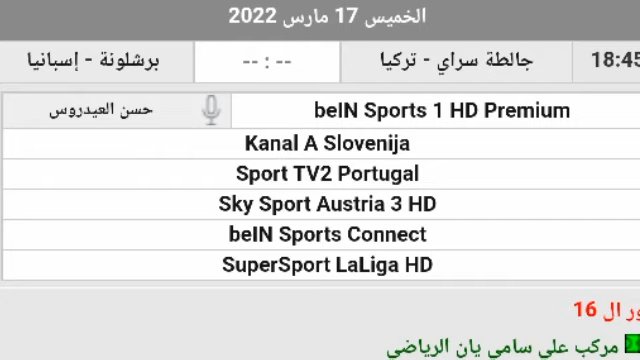 الخميس 17 مارس 2022
18:45 جالطة سراي - تركيا -- : -- برشلونة - إسبانيا
beIN Sports 1 HD Premium حسن العيدروس
Kanal A Slovenija
Sport TV2 Portugal
Sky Sport Austria 3 HD
beIN Sports Connect
SuperSport LaLiga HD
ور ال 16
مركب علي سامي يان الرياضي